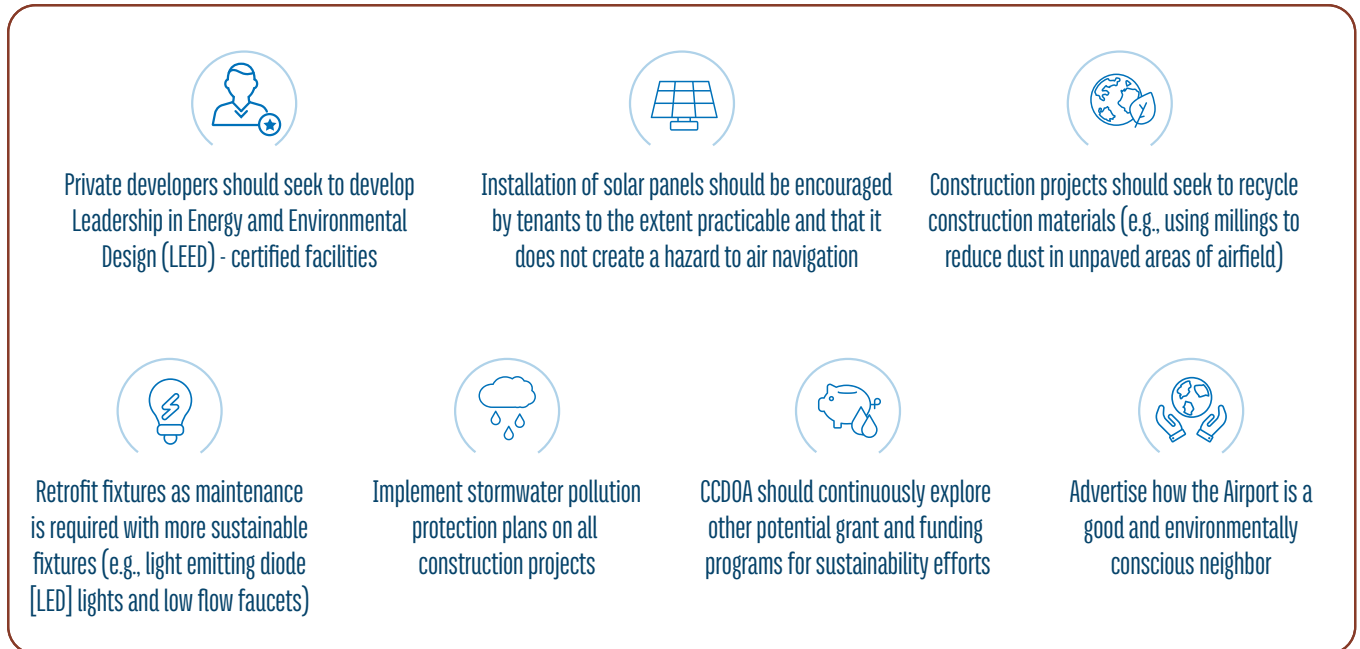 Private developers should seek to develop
Leadership in Energy amd Environmental
Design (LEED) - certified facilities
Installation of solar panels should be encouraged
by tenants to the extent practicable and that it
does not create a hazard to air navigation
Construction projects should seek to recycle
construction materials (e.g., using millings to
reduce dust in unpaved areas of airfield)
Retrofit fixtures as maintenance
is required with more sustainable
fixtures (e.g., light emitting diode
[LED] lights and low flow faucets)
Implement stormwater pollution
protection plans on all
construction projects
CCDOA should continuously explore
other potential grant and funding
programs for sustainability efforts
Advertise how the Airport is a
good and environmentally
conscious neighbor